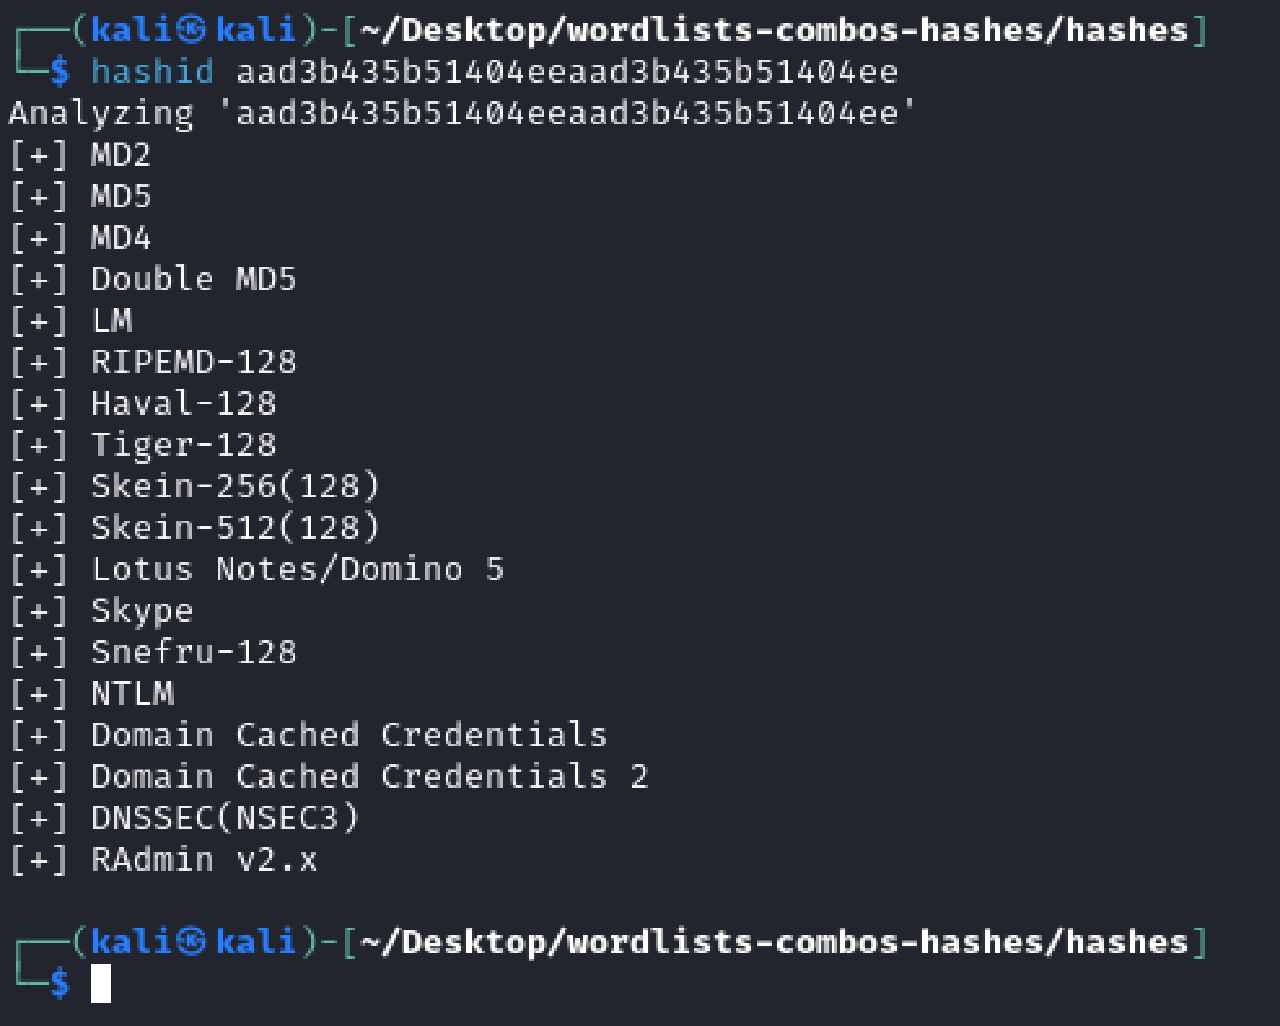 ┌──(kali㉿kali)-[~/Desktop/wordlists-combos-hashes/hashes]
└─$ hashid aad3b435b51404eeaad3b435b51404ee
Analyzing 'aad3b435b51404eeaad3b435b51404ee'
[+] MD2
[+] MD5
[+] MD4
[+] Double MD5
[+] LM
[+] RIPEMD-128
[+] Haval-128
[+] Tiger-128
[+] Skein-256(128)
[+] Skein-512(128)
[+] Lotus Notes/Domino 5
[+] Skype
[+] Snefru-128
[+] NTLM
[+] Domain Cached Credentials
[+] Domain Cached Credentials 2
[+] DNSSEC(NSEC3)
[+] RAdmin v2.x
┌──(kali㉿kali)-[~/Desktop/wordlists-combos-hashes/hashes]
└─$